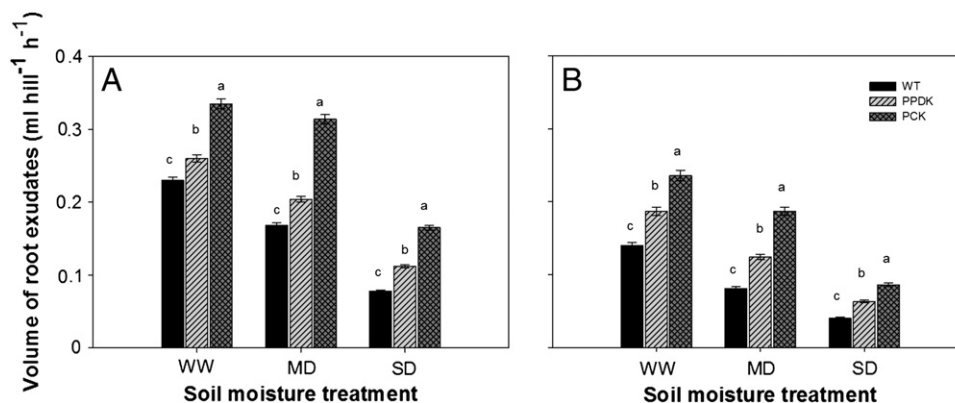 A
B
Volume of root exudates (ml hill⁻¹ h⁻¹)
0.4
0.3
0.2
0.1
0
c
b
a
c
b
a
c
b
a
WW
MD
SD
Soil moisture treatment
WT
PPDK
PCK
c
b
a
c
b
a
c
b
a
WW
MD
SD
Soil moisture treatment